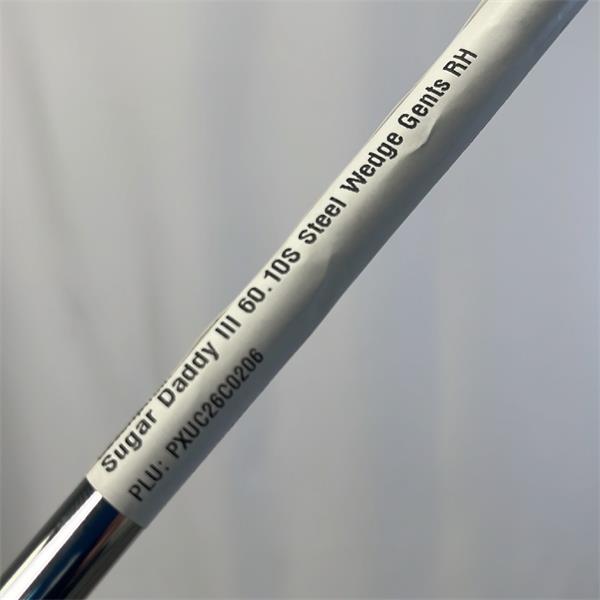 Sugar Daddy III 60.10S Steel Wedge Gents RH
PLU: PXUC26C0206